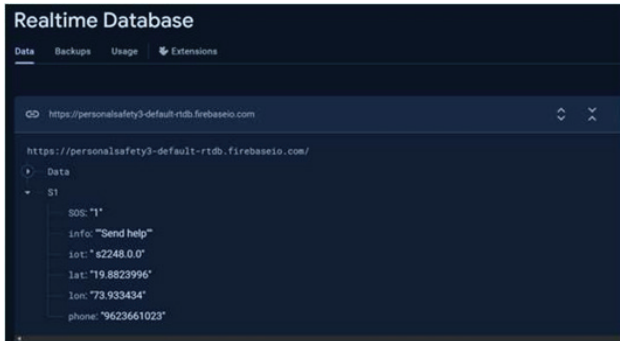 Realtime Database
Data Backups Usage Extensions
https://personalsafety3-default-rtdb.firebaseio.com
https://personalsafety3-default-rtdb.firebaseio.com/
Data
S1
SOS: "1"
info: ""Send help""
iot: " s2248.0.0"
lat: "19.8823996"
lon: "73.933434"
phone: "9623661023"